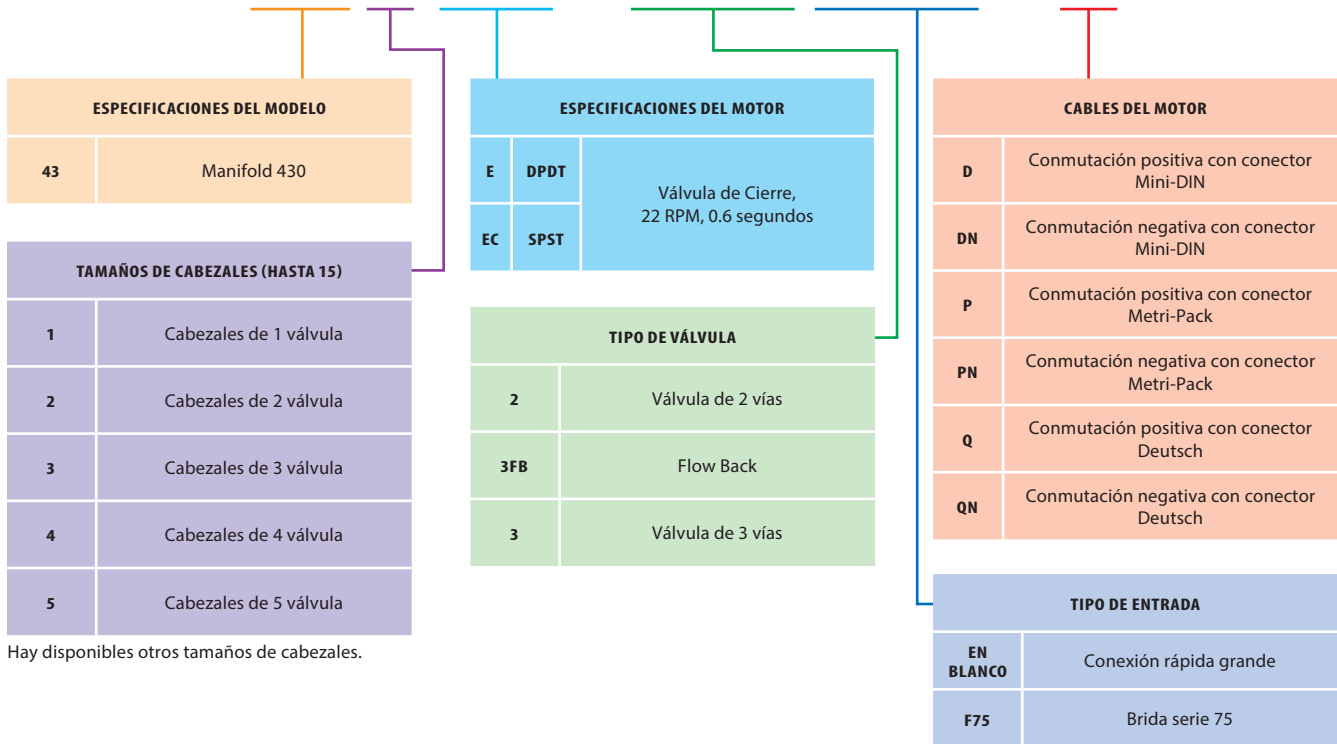 ESPECIFICACIONES DEL MODELO
43 Manifold 430
TAMAÑOS DE CABEZALES (HASTA 15)
1 Cabezales de 1 válvula
2 Cabezales de 2 válvula
3 Cabezales de 3 válvula
4 Cabezales de 4 válvula
5 Cabezales de 5 válvula
Hay disponibles otros tamaños de cabezales.
ESPECIFICACIONES DEL MOTOR
E DPDT
EC SPST
Válvula de Cierre,
22 RPM, 0.6 segundos
TIPO DE VÁLVULA
2 Válvula de 2 vías
3FB Flow Back
3 Válvula de 3 vías
CABLES DEL MOTOR
D Conmutación positiva con conector
Mini-DIN
DN Conmutación negativa con conector
Mini-DIN
P Conmutación positiva con conector
Metri-Pack
PN Conmutación negativa con conector
Metri-Pack
Q Conmutación positiva con conector
Deutsch
QN Conmutación negativa con conector
Deutsch
TIPO DE ENTRADA
EN
BLANCO Conexión rápida grande
F75 Brida serie 75